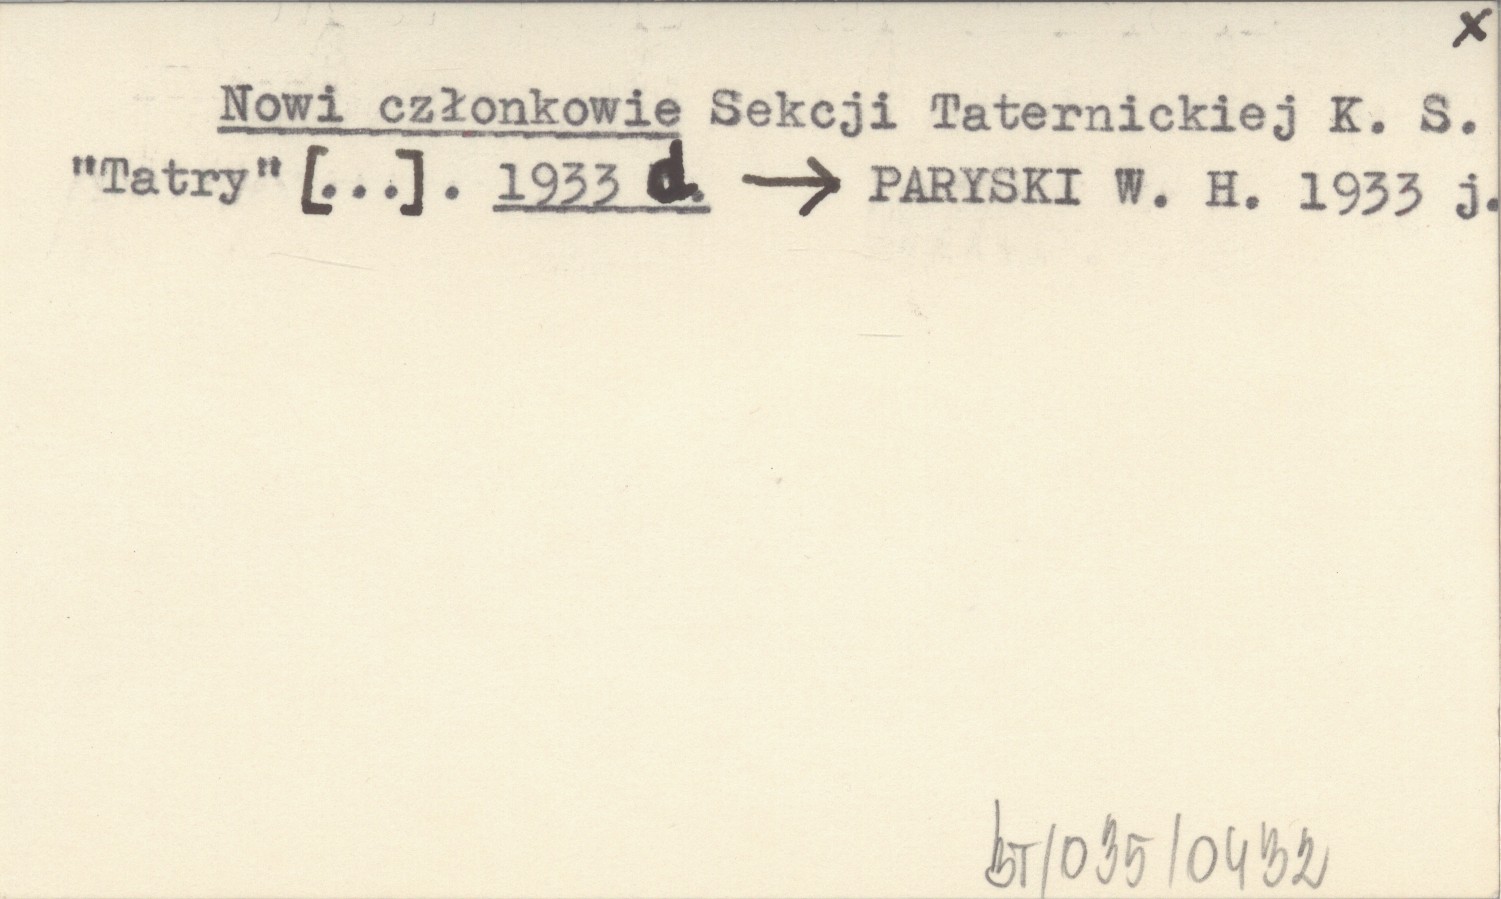 x
Nowi członkowie Sekcji Taternickiej K. S.
"Tatry" [...]. 1933 d. → PARYSKI W. H. 1933 j.
bT/035/0432